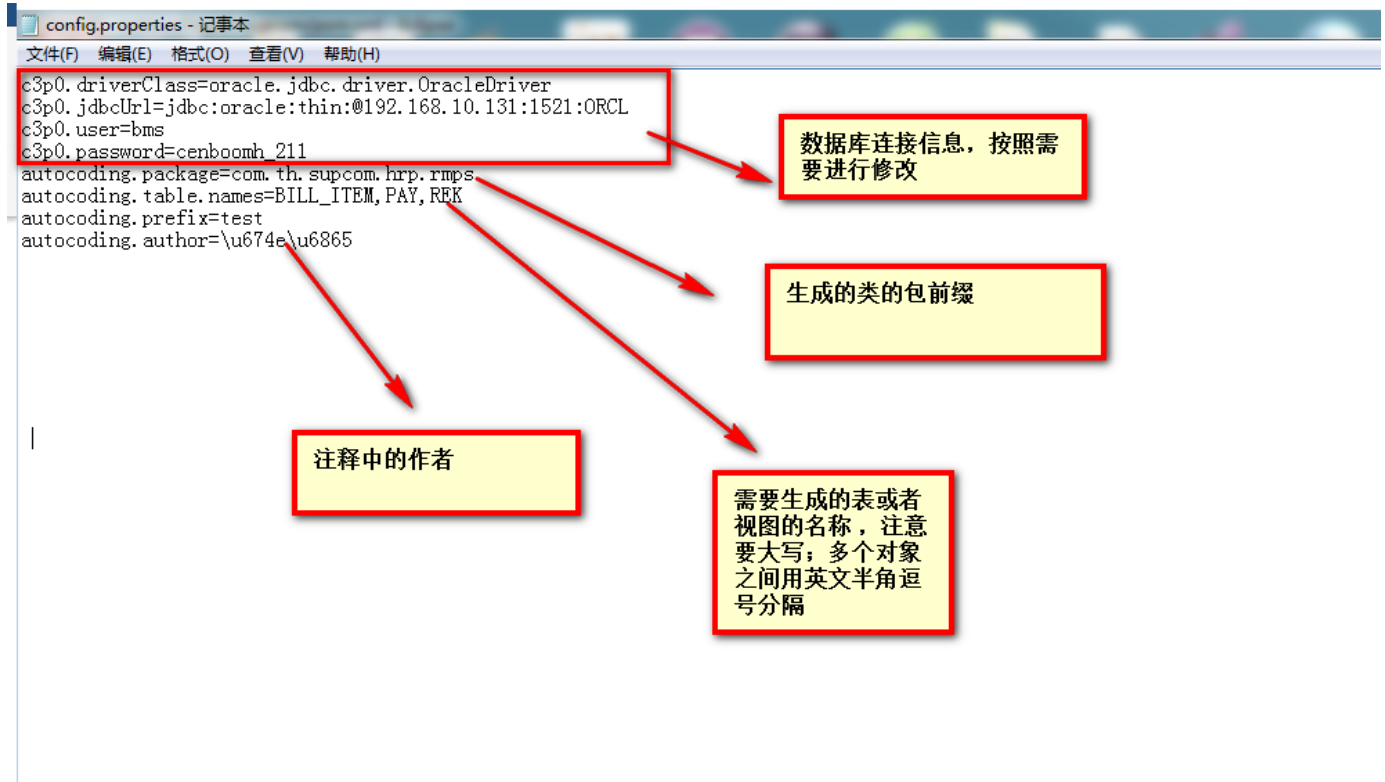 config.properties - 记事本
文件(F) 编辑(E) 格式(O) 查看(V) 帮助(H)
c3p0.driverClass=oracle.jdbc.driver.OracleDriver
c3p0.jdbcUrl=jdbc:oracle:thin:@192.168.10.131:1521:ORCL
c3p0.user=bms
c3p0.password=cenboomh_211
autocoding.package=com.th.supcom.hrp.rmps
autocoding.table.names=BILL_ITEM,PAY,REK
autocoding.prefix=test
autocoding.author=\u674e\u6865
数据库连接信息，按照需
要进行修改
生成的类的包前缀
注释中的作者
需要生成的表或者
视图的名称，注意
要大写；多个对象
之间用英文半角逗
号分隔